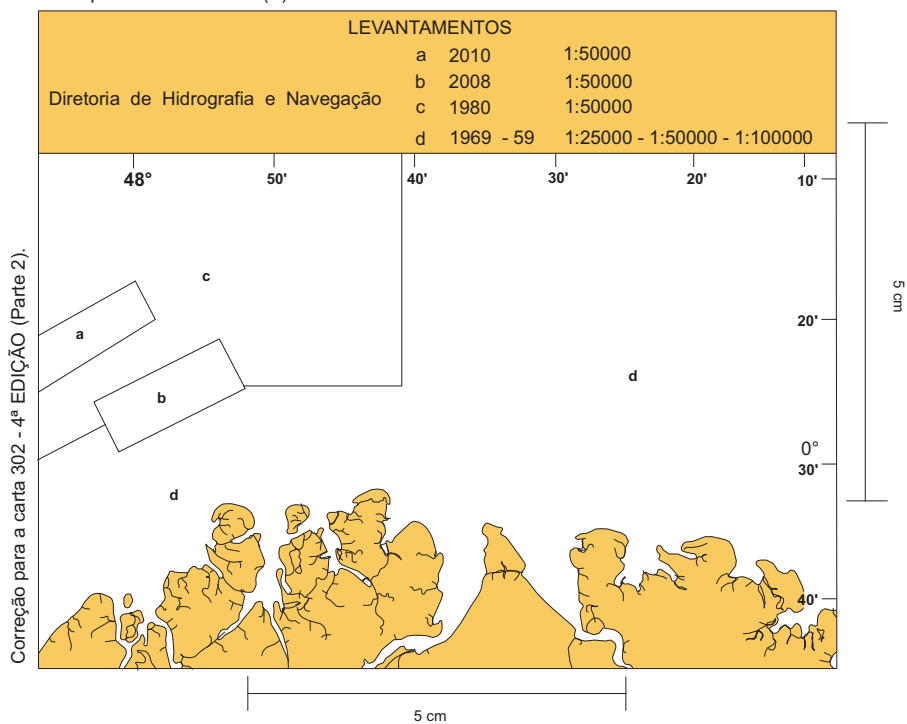 LEVANTAMENTOS
Diretoria de Hidrografia e Navegação
a 2010 1:50000
b 2008 1:50000
c 1980 1:50000
d 1969 - 59 1:25000 - 1:50000 - 1:100000
48° 50' 40' 30' 20' 10'
c
a
20'
d
b
0°
30'
d
40'
Correção para a carta 302 - 4ª EDIÇÃO (Parte 2).
5 cm
5 cm